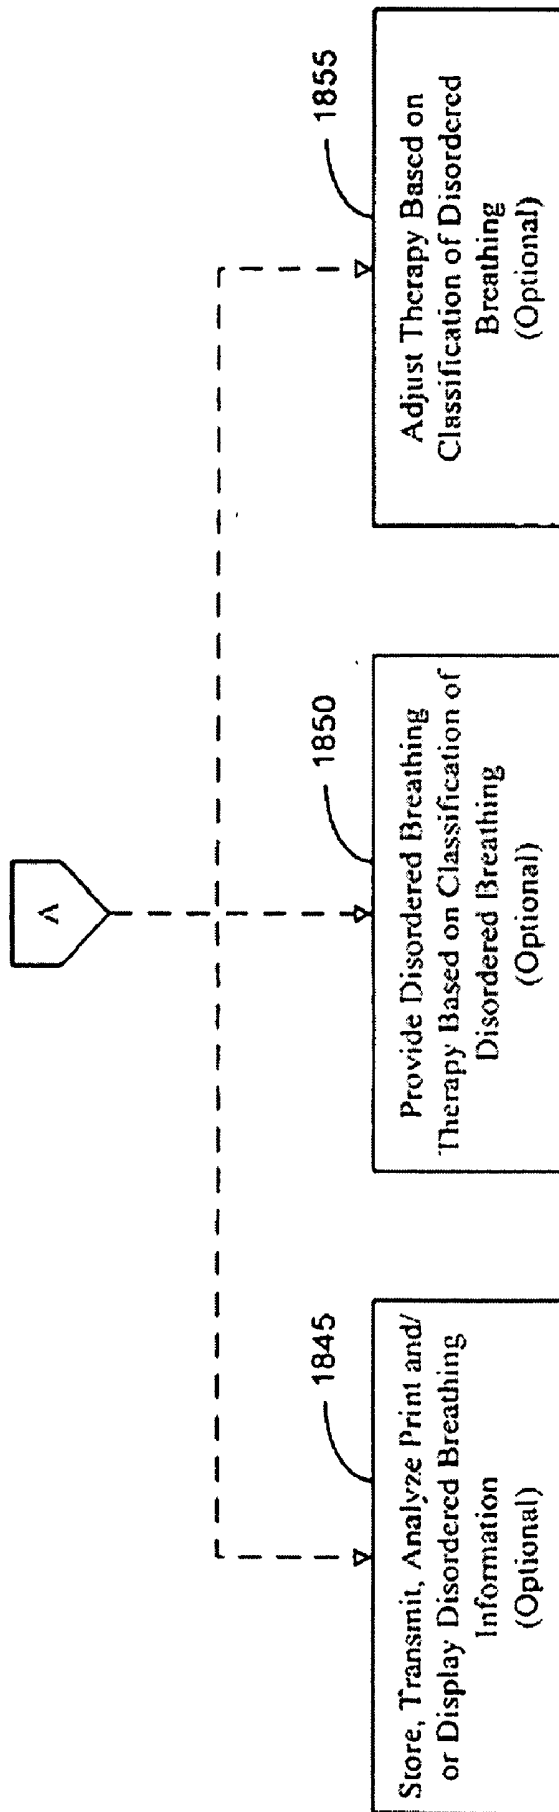 A
1845
Store, Transmit, Analyze Print and/
or Display Disordered Breathing
Information
(Optional)
1850
Provide Disordered Breathing
Therapy Based on Classification of
Disordered Breathing
(Optional)
1855
Adjust Therapy Based on
Classification of Disordered
Breathing
(Optional)